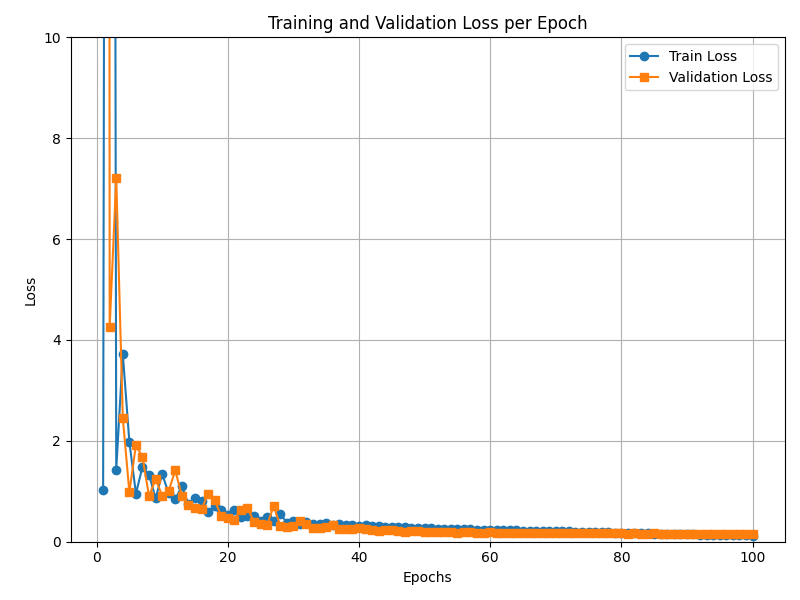 Training and Validation Loss per Epoch
Train Loss
Validation Loss
Loss
10
8
6
4
2
0
0 20 40 60 80 100
Epochs